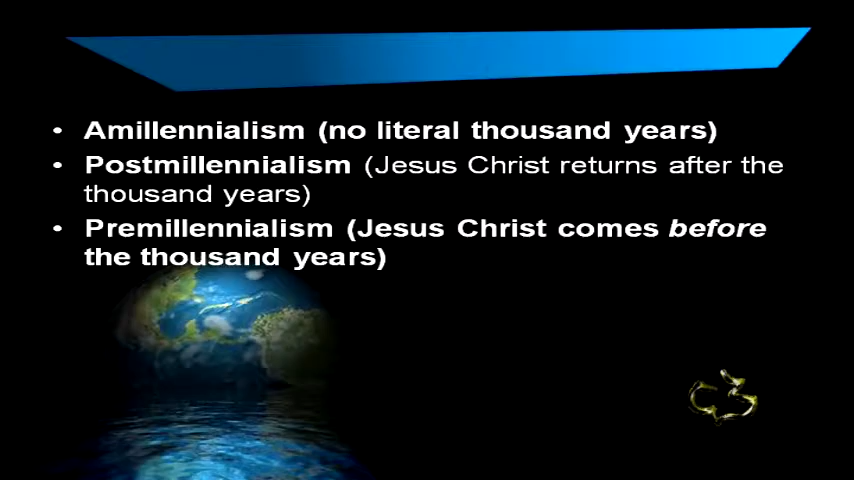 • Amillennialism (no literal thousand years)
• Postmillennialism (Jesus Christ returns after the
thousand years)
• Premillennialism (Jesus Christ comes before
the thousand years)
C3